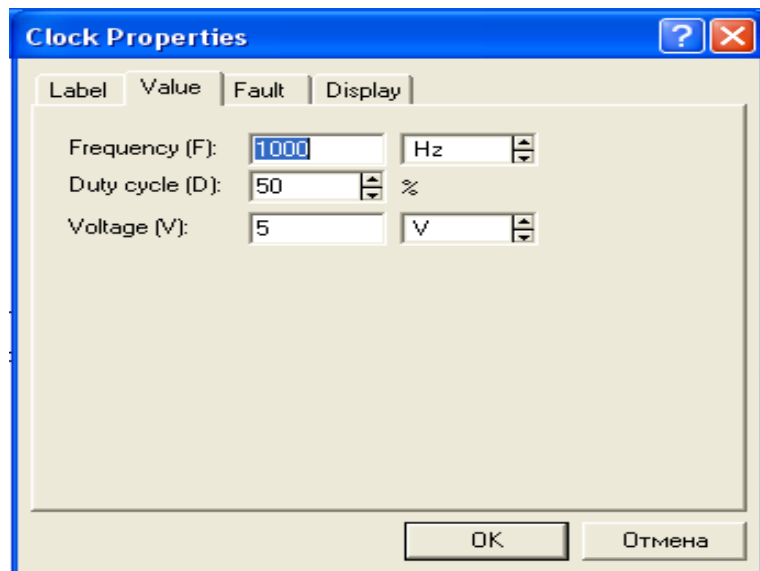 Clock Properties ?
Label Value Fault Display
Frequency (F): 1000 Hz
Duty cycle (D): 50 %
Voltage (V): 5 V
OK Отмена